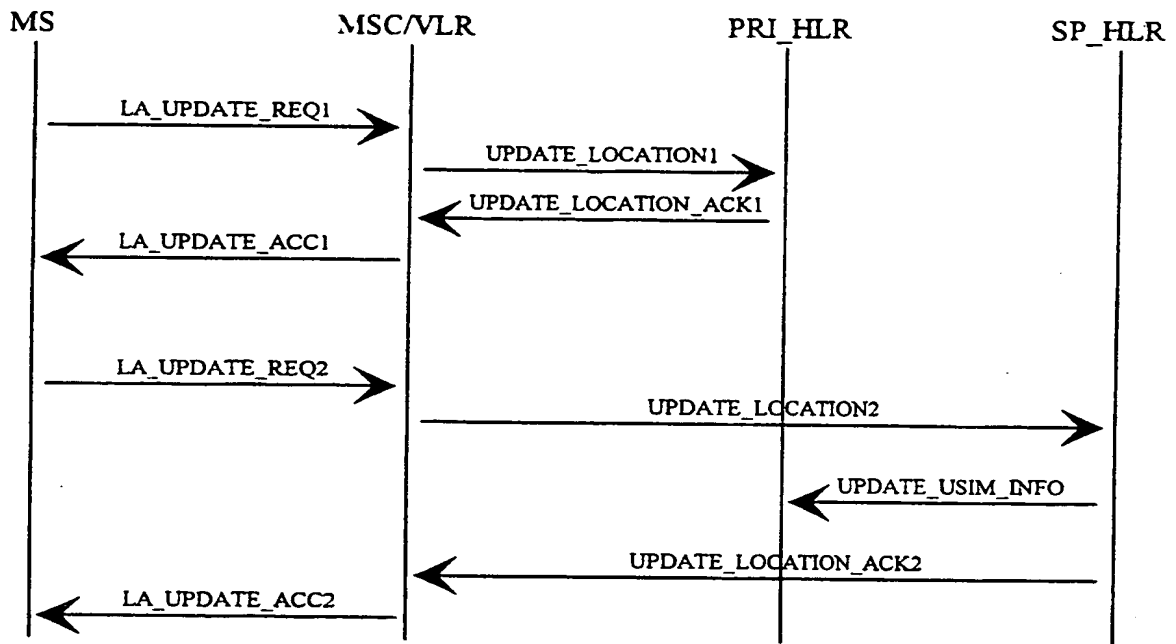 MS
MSC/VLR
PRI_HLR
SP_HLR
LA_UPDATE_REQ1
UPDATE_LOCATION1
UPDATE_LOCATION_ACK1
LA_UPDATE_ACC1
LA_UPDATE_REQ2
UPDATE_LOCATION2
UPDATE_USIM_INFO
UPDATE_LOCATION_ACK2
LA_UPDATE_ACC2